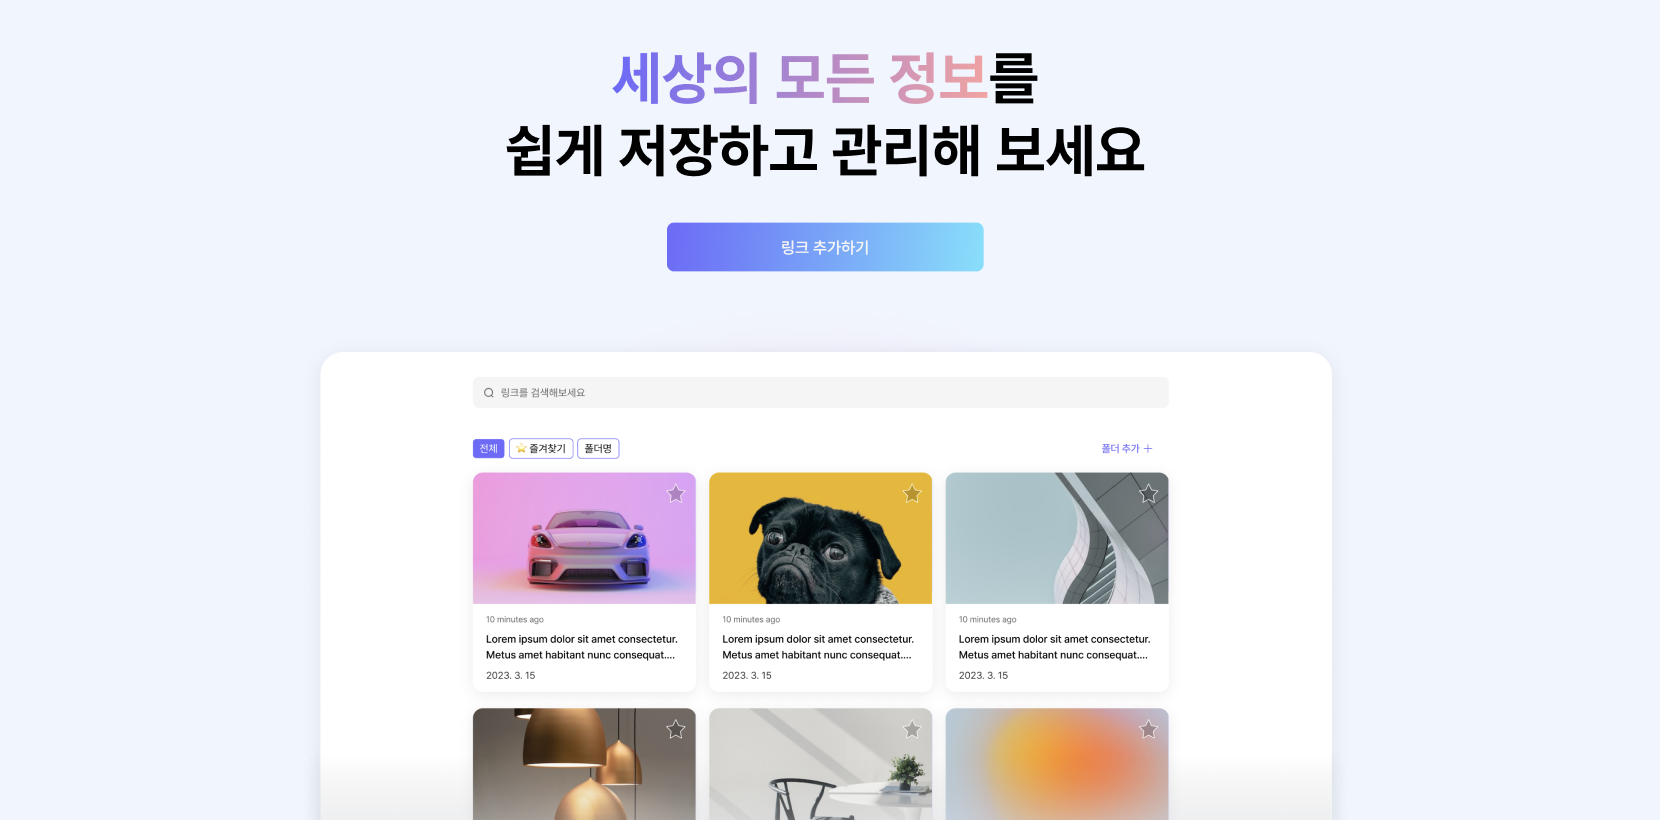 세상의 모든 정보를
쉽게 저장하고 관리해 보세요
링크 추가하기
링크를 검색해보세요
전체
⭐ 즐겨찾기
폴더명
폴더 추가 +
10 minutes ago
Lorem ipsum dolor sit amet consectetur.
Metus amet habitant nunc consequat....
2023. 3. 15
10 minutes ago
Lorem ipsum dolor sit amet consectetur.
Metus amet habitant nunc consequat....
2023. 3. 15
10 minutes ago
Lorem ipsum dolor sit amet consectetur.
Metus amet habitant nunc consequat....
2023. 3. 15